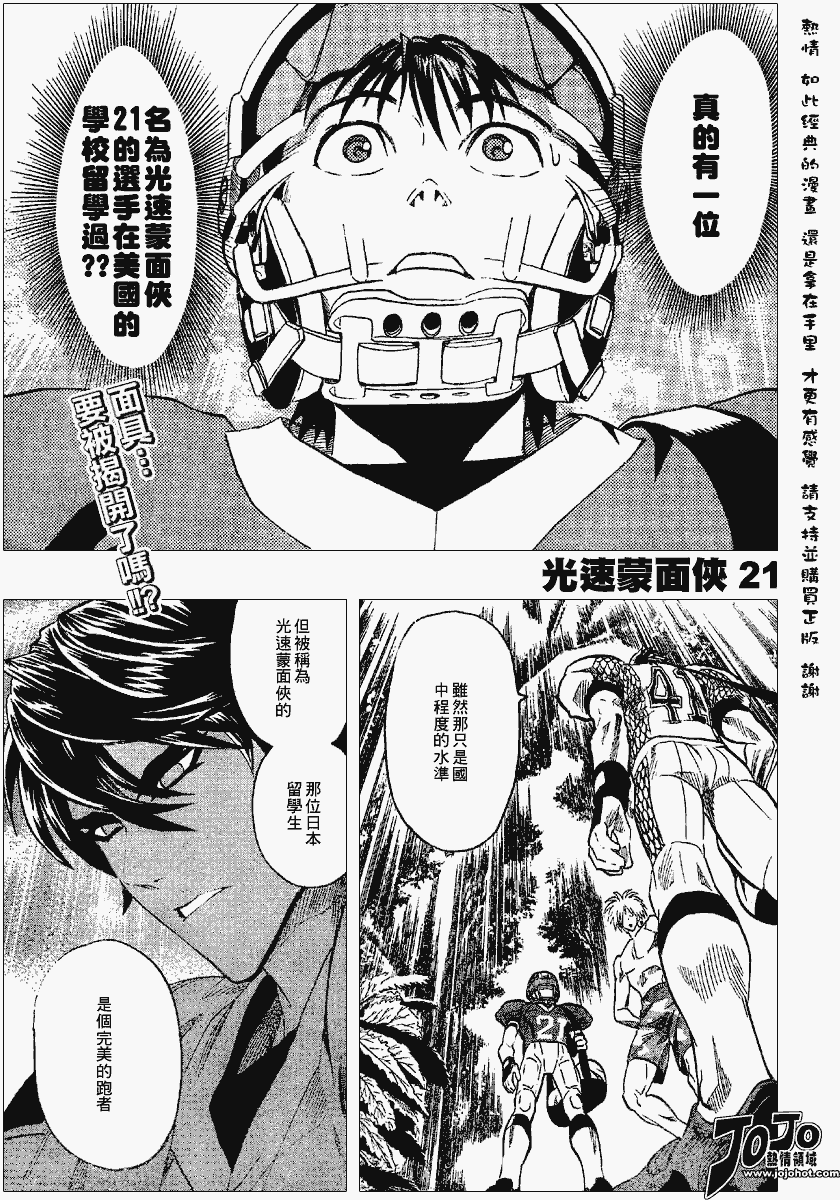 真的有一位
名為光速蒙面俠
21的選手在美國的
學校留學過??
面具…
要被揭開了嗎!!?
光速蒙面俠 21
雖然那只是國
中程度的水準
41
21
但被稱為
光速蒙面俠的
那位日本
留學生
是個完美的跑者
熱情 如此經典的漫畫 還是拿在手里 才更有感覺 請支持並購買正版 謝謝
JOJO
熱情領域
www.jojohot.com